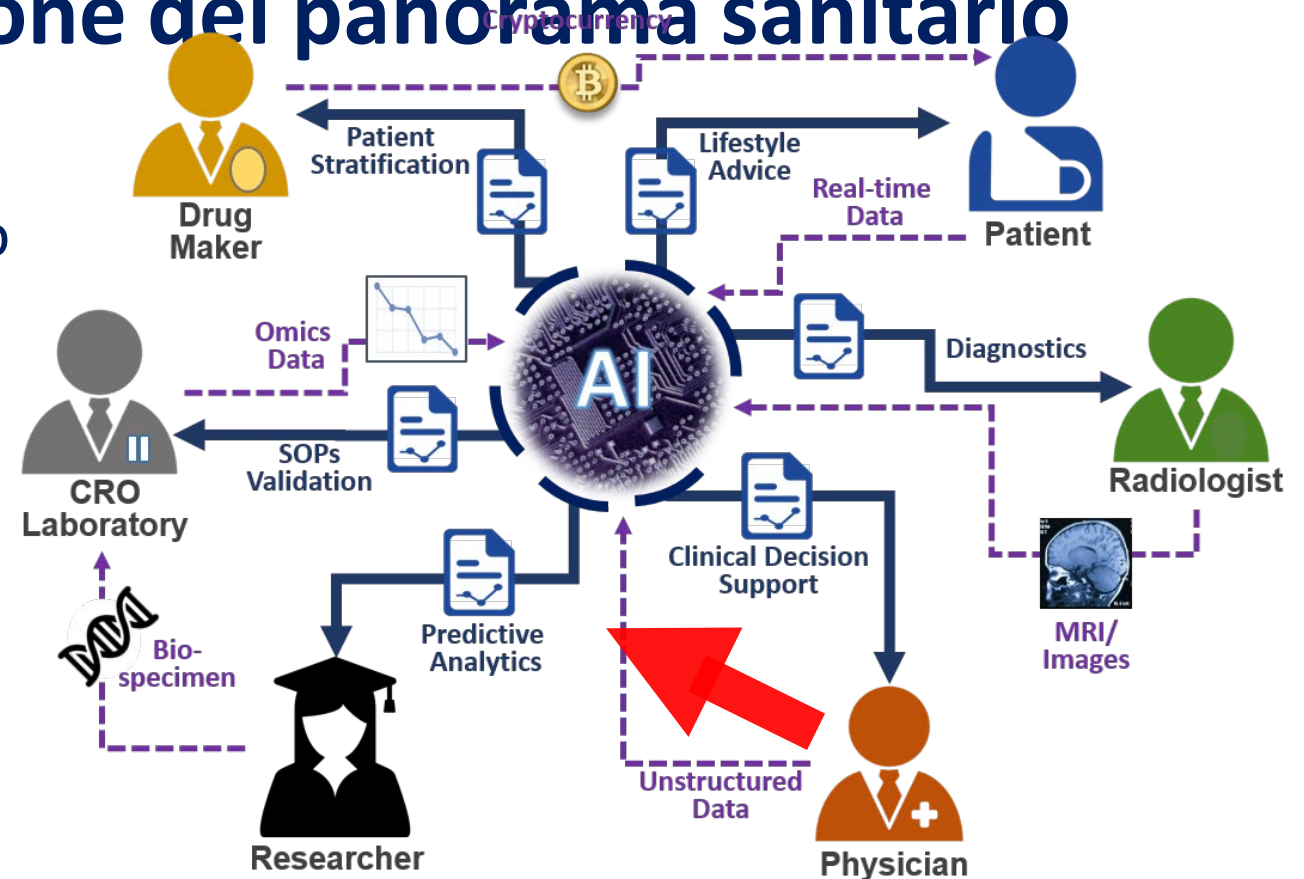 one del panorama sanitario
Cryptocurrency
Patient
Stratification
Lifestyle
Advice
Real-time
Data
Drug
Maker
Patient
o
Omics
Data
AI
Diagnostics
SOPs
Validation
CRO
Laboratory
Radiologist
Clinical Decision
Support
Predictive
Analytics
MRI/
Images
Bio-
specimen
Unstructured
Data
Researcher
Physician